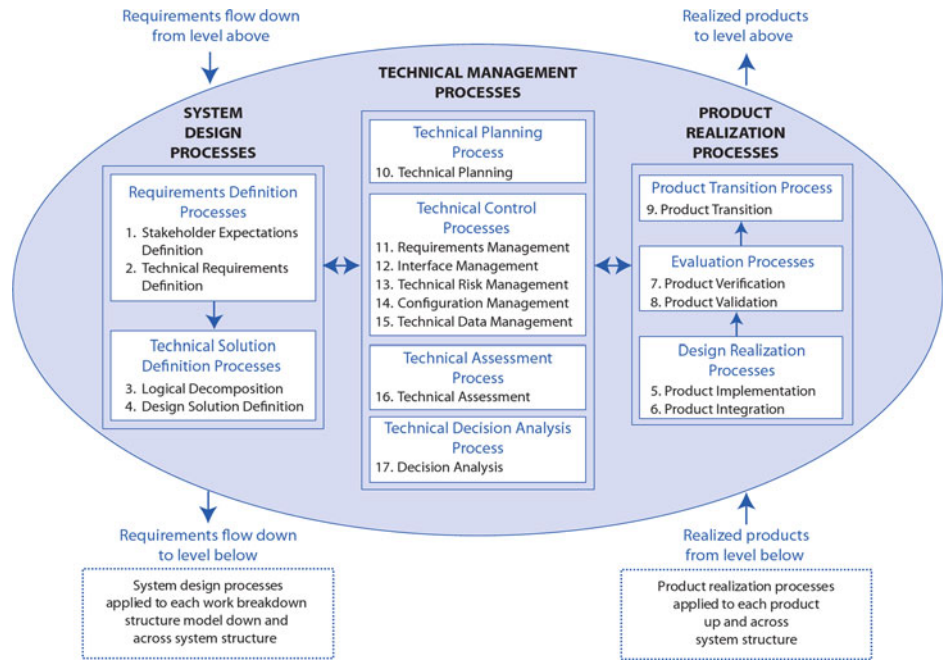 Requirements flow down
from level above
Realized products
to level above
TECHNICAL MANAGEMENT
PROCESSES
SYSTEM
DESIGN
PROCESSES
Requirements Definition
Processes
1. Stakeholder Expectations
Definition
2. Technical Requirements
Definition
Technical Solution
Definition Processes
3. Logical Decomposition
4. Design Solution Definition
Technical Planning
Process
10. Technical Planning
Technical Control
Processes
11. Requirements Management
12. Interface Management
13. Technical Risk Management
14. Configuration Management
15. Technical Data Management
Technical Assessment
Process
16. Technical Assessment
Technical Decision Analysis
Process
17. Decision Analysis
PRODUCT
REALIZATION
PROCESSES
Product Transition Process
9. Product Transition
Evaluation Processes
7. Product Verification
8. Product Validation
Design Realization
Processes
5. Product Implementation
6. Product Integration
Requirements flow down
to level below
Realized products
from level below
System design processes
applied to each work breakdown
structure model down and
across system structure
Product realization processes
applied to each product
up and across
system structure